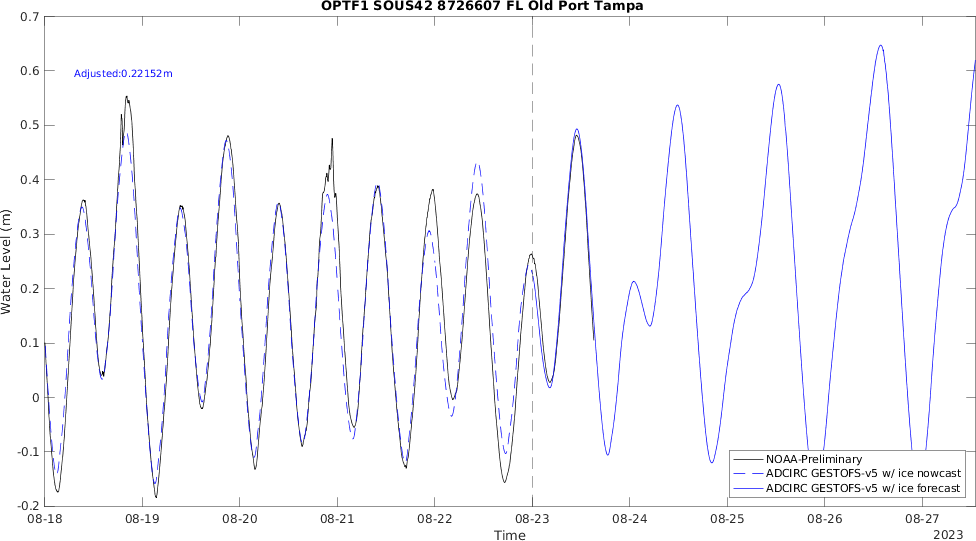 OPTF1 SOUS42 8726607 FL Old Port Tampa
0.7
0.6
0.5
0.4
0.3
0.2
0.1
0
-0.1
-0.2
Water Level (m)
Adjusted:0.22152m
NOAA-Preliminary
ADCIRC GESTOFS-v5 w/ ice nowcast
ADCIRC GESTOFS-v5 w/ ice forecast
08-18 08-19 08-20 08-21 08-22 08-23 08-24 08-25 08-26 08-27
Time
2023